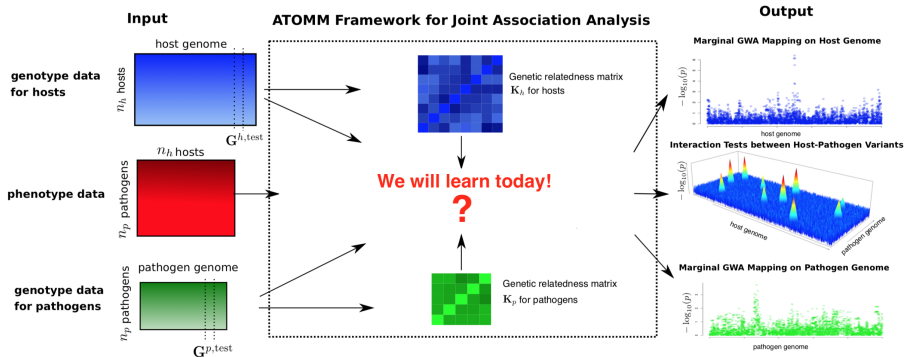 Input
ATOMM Framework for Joint Association Analysis
Output
host genome
genotype data
for hosts
n_h hosts
G^{h,test}
Genetic relatedness matrix
K_h for hosts
Marginal GWA Mapping on Host Genome
− log10(p)
host genome
n_h hosts
phenotype data
n_p pathogens
We will learn today!
?
Interaction Tests between Host-Pathogen Variants
− log10(p)
host genome
pathogen genome
pathogen genome
genotype data
for pathogens
n_p pathogens
G^{p,test}
Genetic relatedness matrix
K_p for pathogens
Marginal GWA Mapping on Pathogen Genome
− log10(p)
pathogen genome